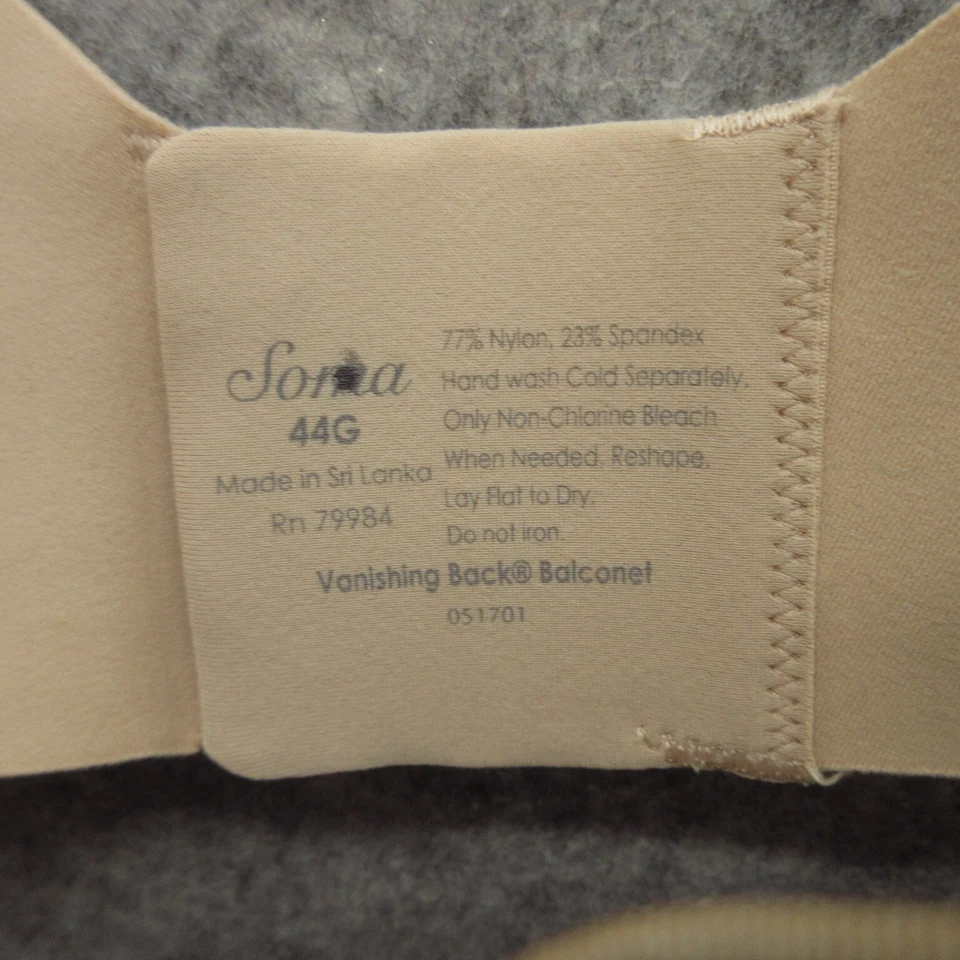 Soma
44G
Made in Sri Lanka
Rn 79984
77% Nylon, 23% Spandex
Hand wash Cold Separately.
Only Non-Chlorine Bleach
When Needed. Reshape,
Lay Flat to Dry.
Do not iron.
Vanishing Back® Balconet
051701